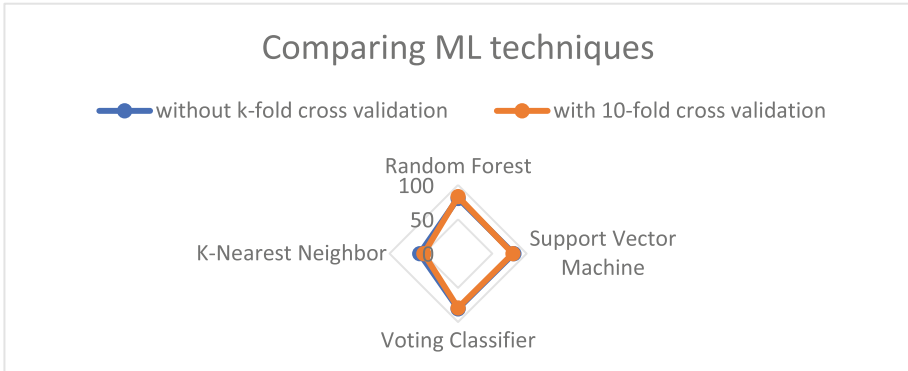 Comparing ML techniques
without k-fold cross validation
with 10-fold cross validation
Random Forest
100
50
0
K-Nearest Neighbor
Support Vector
Machine
Voting Classifier